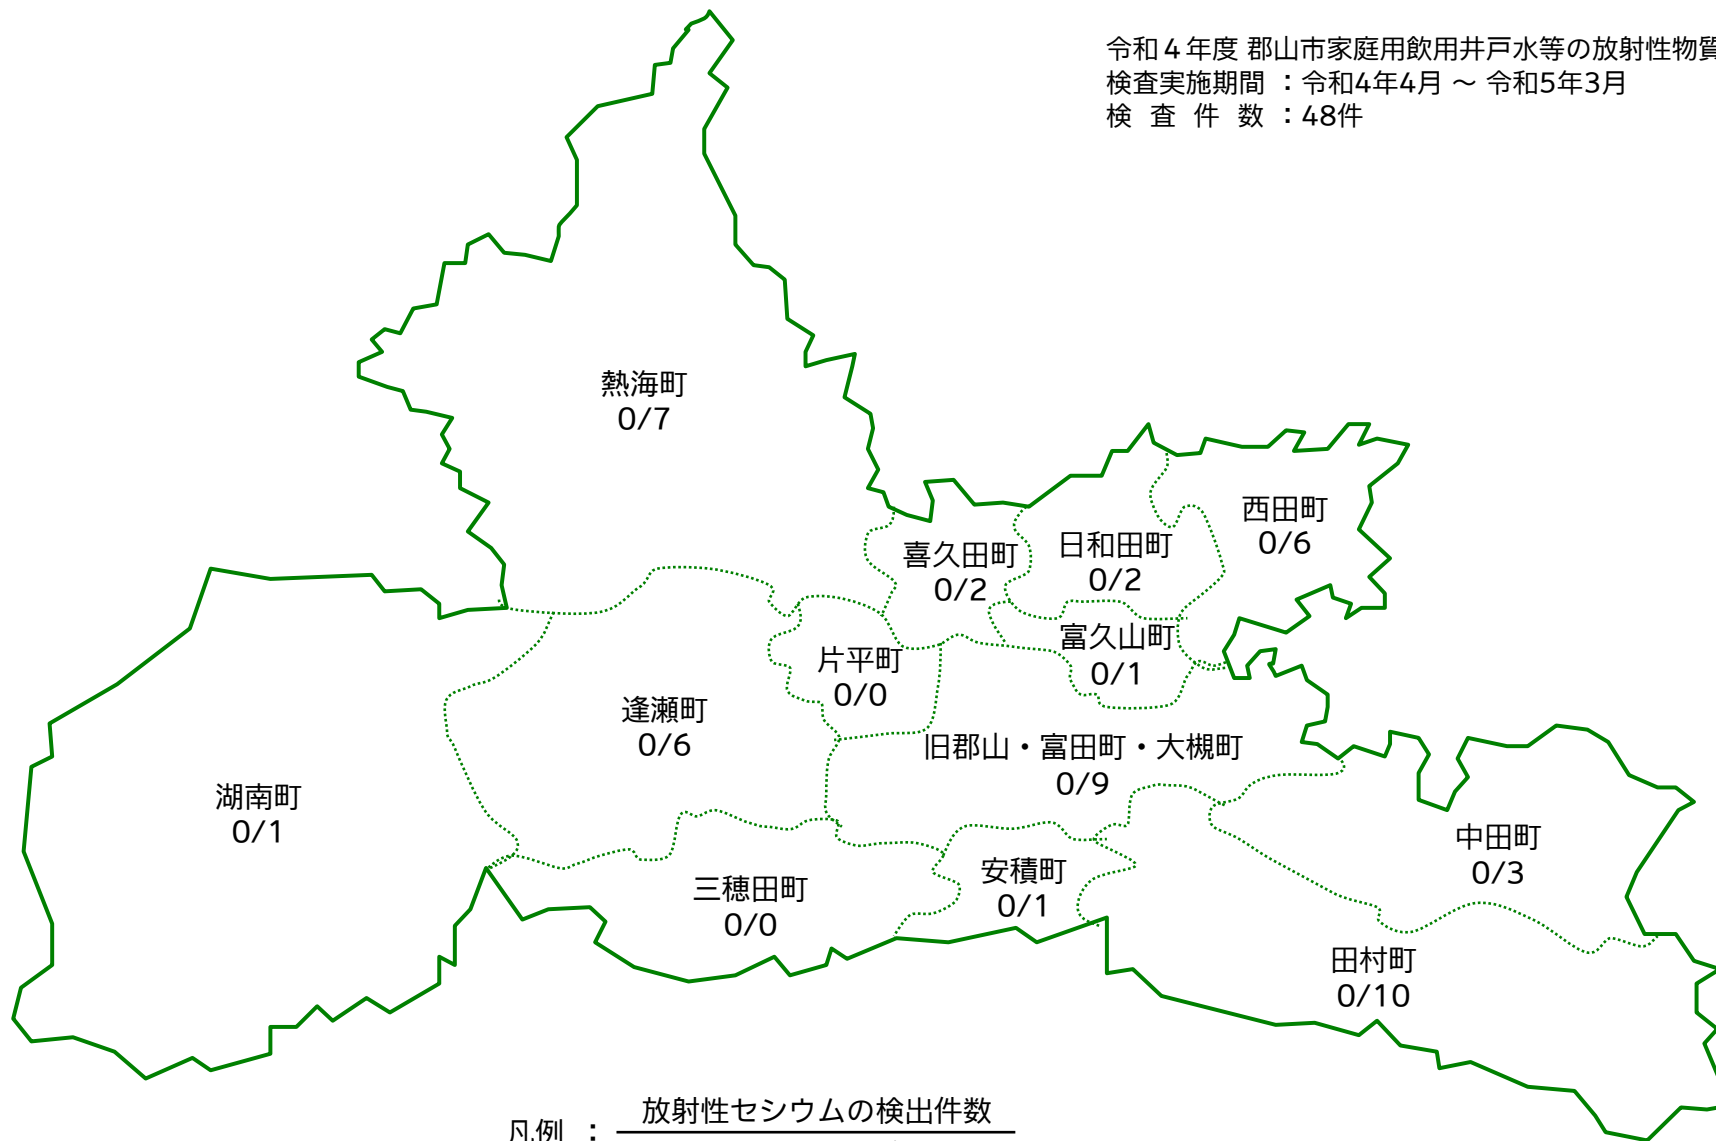 令和４年度 郡山市家庭用飲用井戸水等の放射性物質
検査実施期間 ：令和4年4月 ～ 令和5年3月
検 査 件 数 ：48件
熱海町
0/7
西田町
0/6
日和田町
0/2
喜久田町
0/2
富久山町
0/1
片平町
0/0
逢瀬町
0/6
旧郡山・富田町・大槻町
0/9
湖南町
0/1
中田町
0/3
安積町
0/1
三穂田町
0/0
田村町
0/10
放射性セシウムの検出件数
凡例 ：